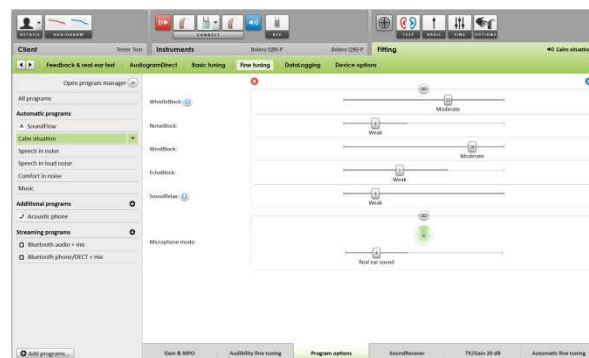 DETAILS
AUDIOGRAM
CONNECT
REC
TEST
BASIC
FINE
OPTIONS
Client
Tester Tom
Instruments
Bolero Q90-P
Bolero Q90-P
Fitting
Calm situation
Feedback & real ear test
AudiogramDirect
Basic tuning
Fine tuning
DataLogging
Device options
Open program manager
All programs
Automatic programs
A SoundFlow
Calm situation
Speech in noise
Speech in loud noise
Comfort in noise
Music
Additional programs
Acoustic phone
Streaming programs
Bluetooth audio + mic
Bluetooth phone/DECT + mic
Add programs...
WhistleBlock:
Moderate
NoiseBlock:
Weak
WindBlock:
Moderate
EchoBlock:
Weak
SoundRelax:
Weak
Microphone mode:
Real ear sound
Gain & MPO
Audibility fine tuning
Program options
SoundRecover
TK/Gain 20 dB
Automatic fine tuning